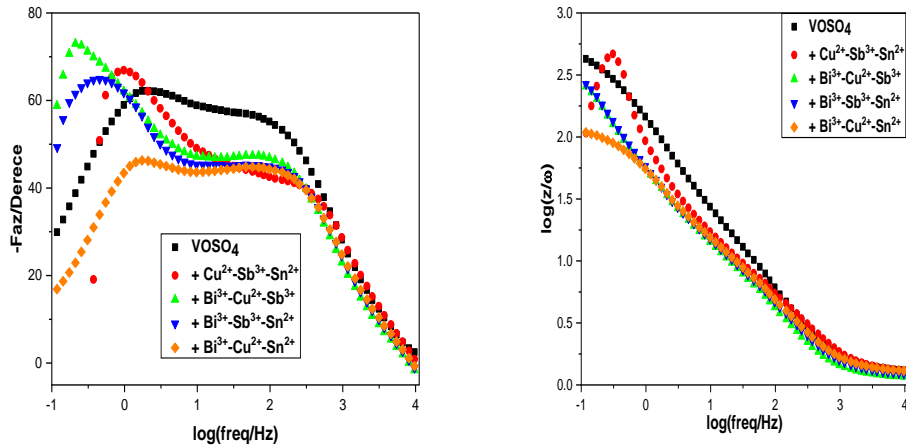 -Faz/Derece
80
60
40
20
0
-1 0 1 2 3 4
log(freq/Hz)
VOSO₄
+ Cu²⁺-Sb³⁺-Sn²⁺
+ Bi³⁺-Cu²⁺-Sb³⁺
+ Bi³⁺-Sb³⁺-Sn²⁺
+ Bi³⁺-Cu²⁺-Sn²⁺
log(z/ω)
3.0
2.5
2.0
1.5
1.0
0.5
0.0
-1 0 1 2 3 4
log(freq/Hz)
VOSO₄
+ Cu²⁺-Sb³⁺-Sn²⁺
+ Bi³⁺-Cu²⁺-Sb³⁺
+ Bi³⁺-Sb³⁺-Sn²⁺
+ Bi³⁺-Cu²⁺-Sn²⁺